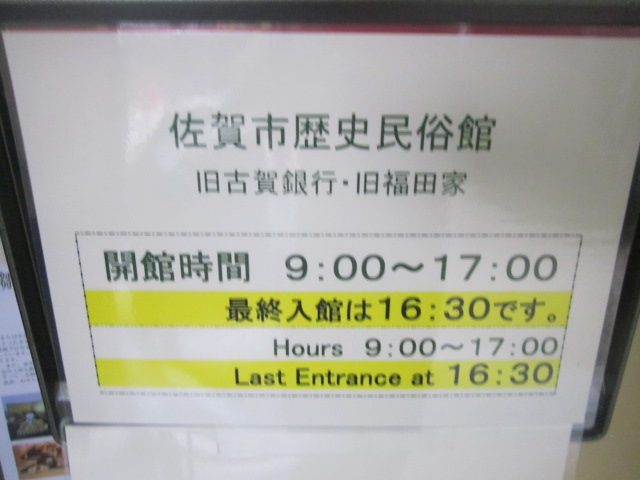 佐賀市歴史民俗館
旧古賀銀行・旧福田家
開館時間 9:00～17:00
最終入館は16:30です。
Hours 9:00～17:00
Last Entrance at 16:30